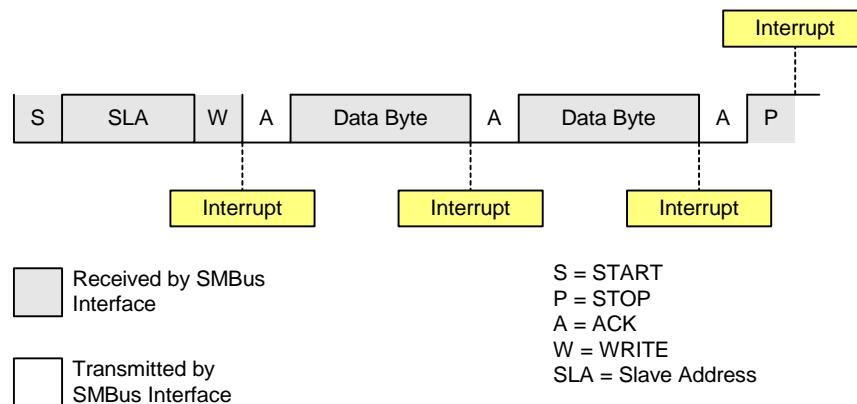 Interrupt
S SLA W A Data Byte A Data Byte A P
Interrupt Interrupt Interrupt
Received by SMBus
Interface
Transmitted by
SMBus Interface
S = START
P = STOP
A = ACK
W = WRITE
SLA = Slave Address